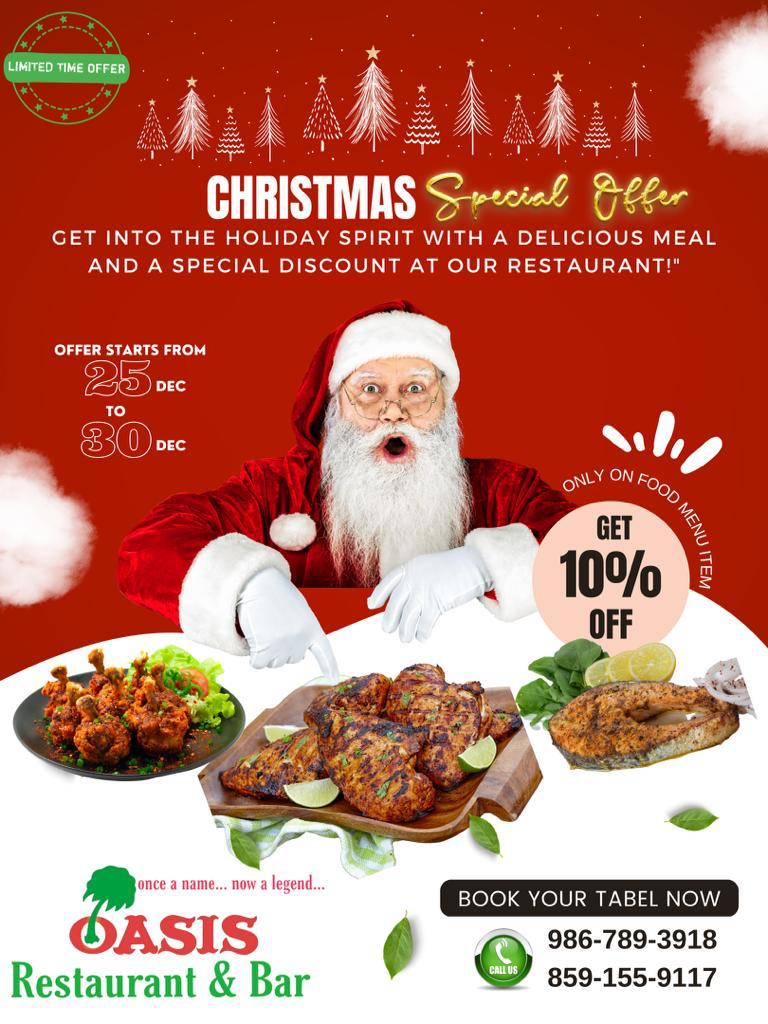 LIMITED TIME OFFER
CHRISTMAS Special Offer
GET INTO THE HOLIDAY SPIRIT WITH A DELICIOUS MEAL
AND A SPECIAL DISCOUNT AT OUR RESTAURANT!"
OFFER STARTS FROM
25 DEC
TO
30 DEC
ONLY ON FOOD MENU ITEM
GET
10%
OFF
once a name... now a legend...
OASIS
Restaurant & Bar
BOOK YOUR TABEL NOW
CALL US
986-789-3918
859-155-9117